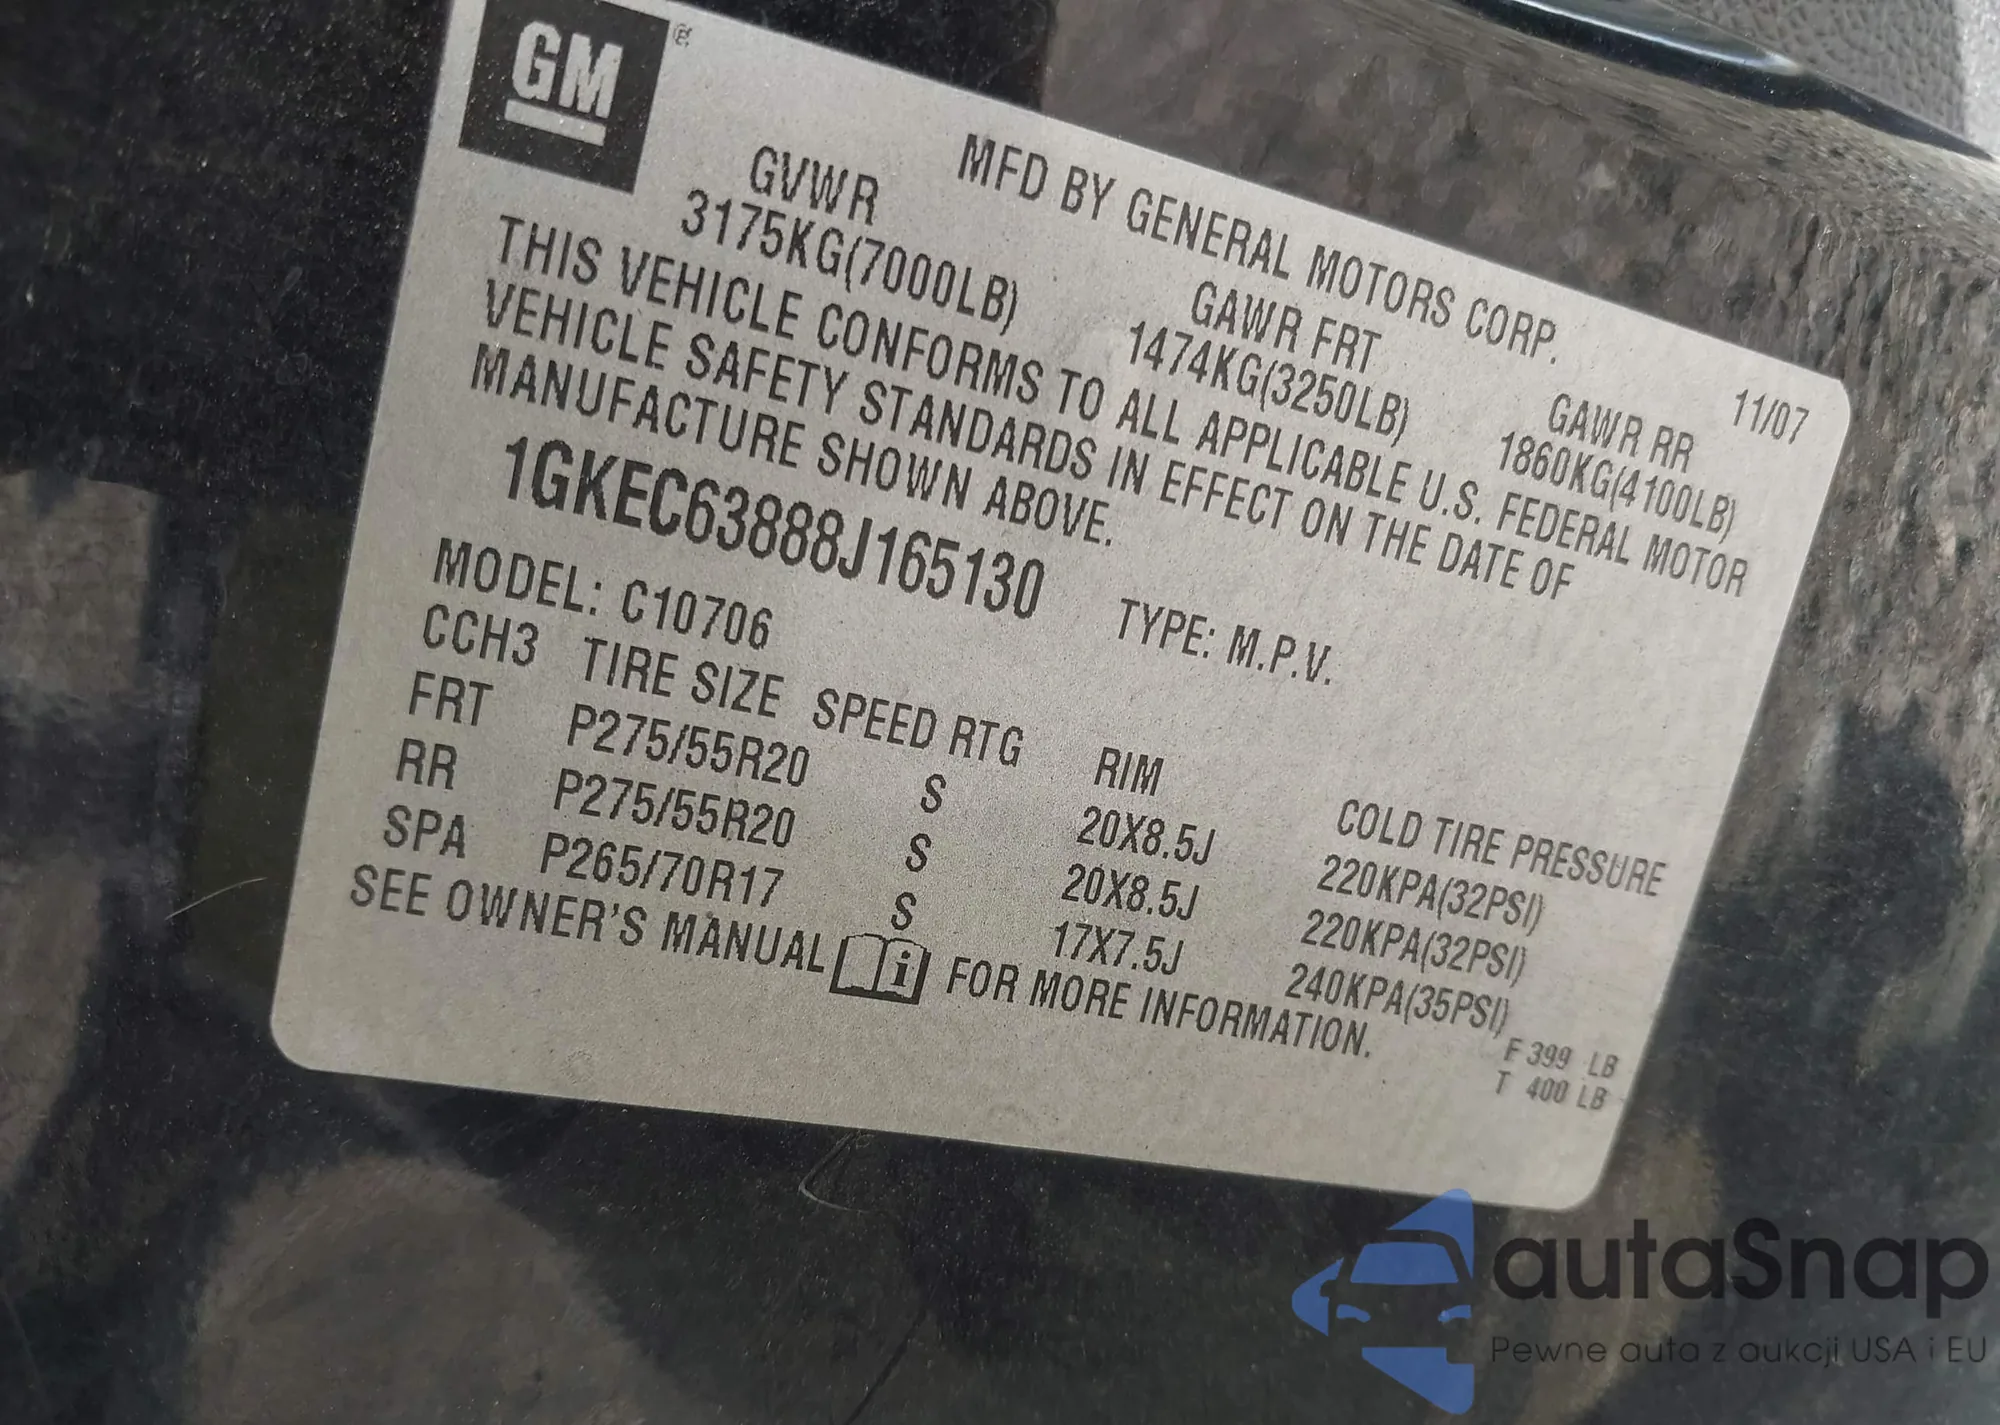 GM ®
MFD BY GENERAL MOTORS CORP.
11/07
GVWR GAWR FRT GAWR RR
3175KG(7000LB) 1474KG(3250LB) 1860KG(4100LB)
THIS VEHICLE CONFORMS TO ALL APPLICABLE U.S. FEDERAL MOTOR
VEHICLE SAFETY STANDARDS IN EFFECT ON THE DATE OF
MANUFACTURE SHOWN ABOVE.
1GKEC63888J165130 TYPE: M.P.V.
MODEL: C10706
CCH3 TIRE SIZE SPEED RTG RIM COLD TIRE PRESSURE
FRT P275/55R20 S 20X8.5J 220KPA(32PSI)
RR P275/55R20 S 20X8.5J 220KPA(32PSI)
SPA P265/70R17 S 17X7.5J 240KPA(35PSI)
SEE OWNER'S MANUAL i FOR MORE INFORMATION.
F 399 LB
T 400 LB
autaSnap
Pewne auta z aukcji USA i EU